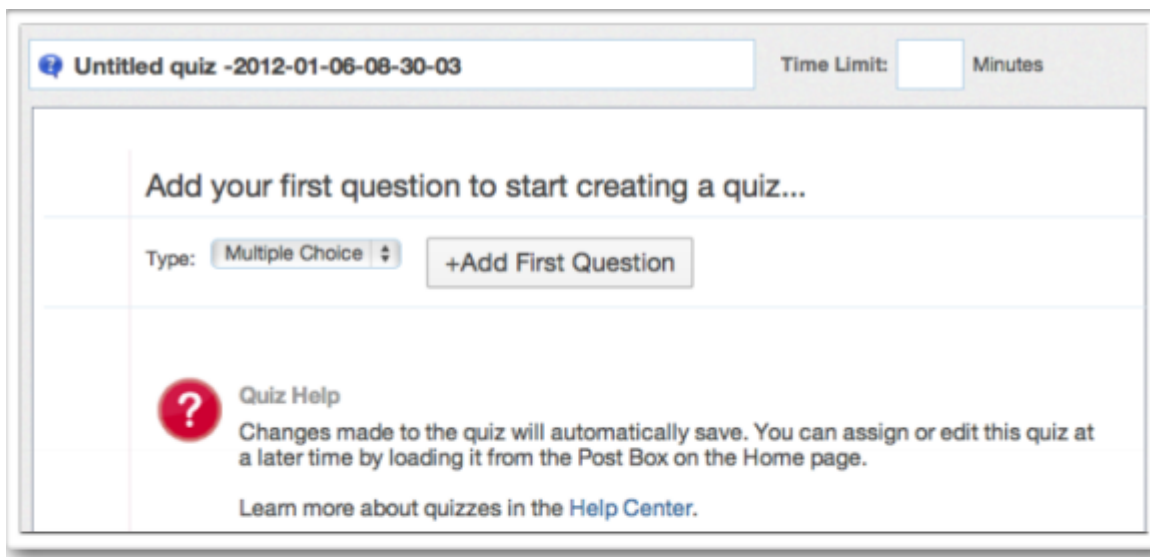 Untitled quiz -2012-01-06-08-30-03
Time Limit: Minutes
Add your first question to start creating a quiz...
Type: Multiple Choice +Add First Question
Quiz Help
Changes made to the quiz will automatically save. You can assign or edit this quiz at
a later time by loading it from the Post Box on the Home page.
Learn more about quizzes in the Help Center.